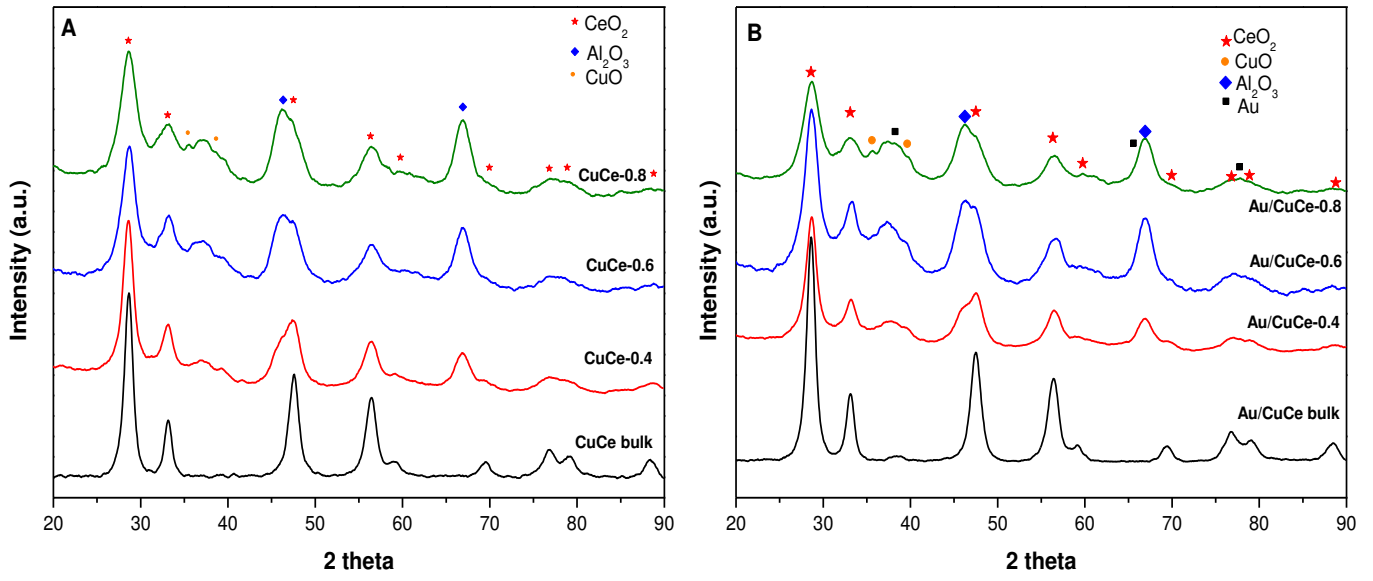 A
CeO2
Al2O3
CuO
CuCe-0.8
CuCe-0.6
CuCe-0.4
CuCe bulk
Intensity (a.u.)
20 30 40 50 60 70 80 90
2 theta
B
CeO2
CuO
Al2O3
Au
Au/CuCe-0.8
Au/CuCe-0.6
Au/CuCe-0.4
Au/CuCe bulk
Intensity (a.u.)
20 30 40 50 60 70 80 90
2 theta